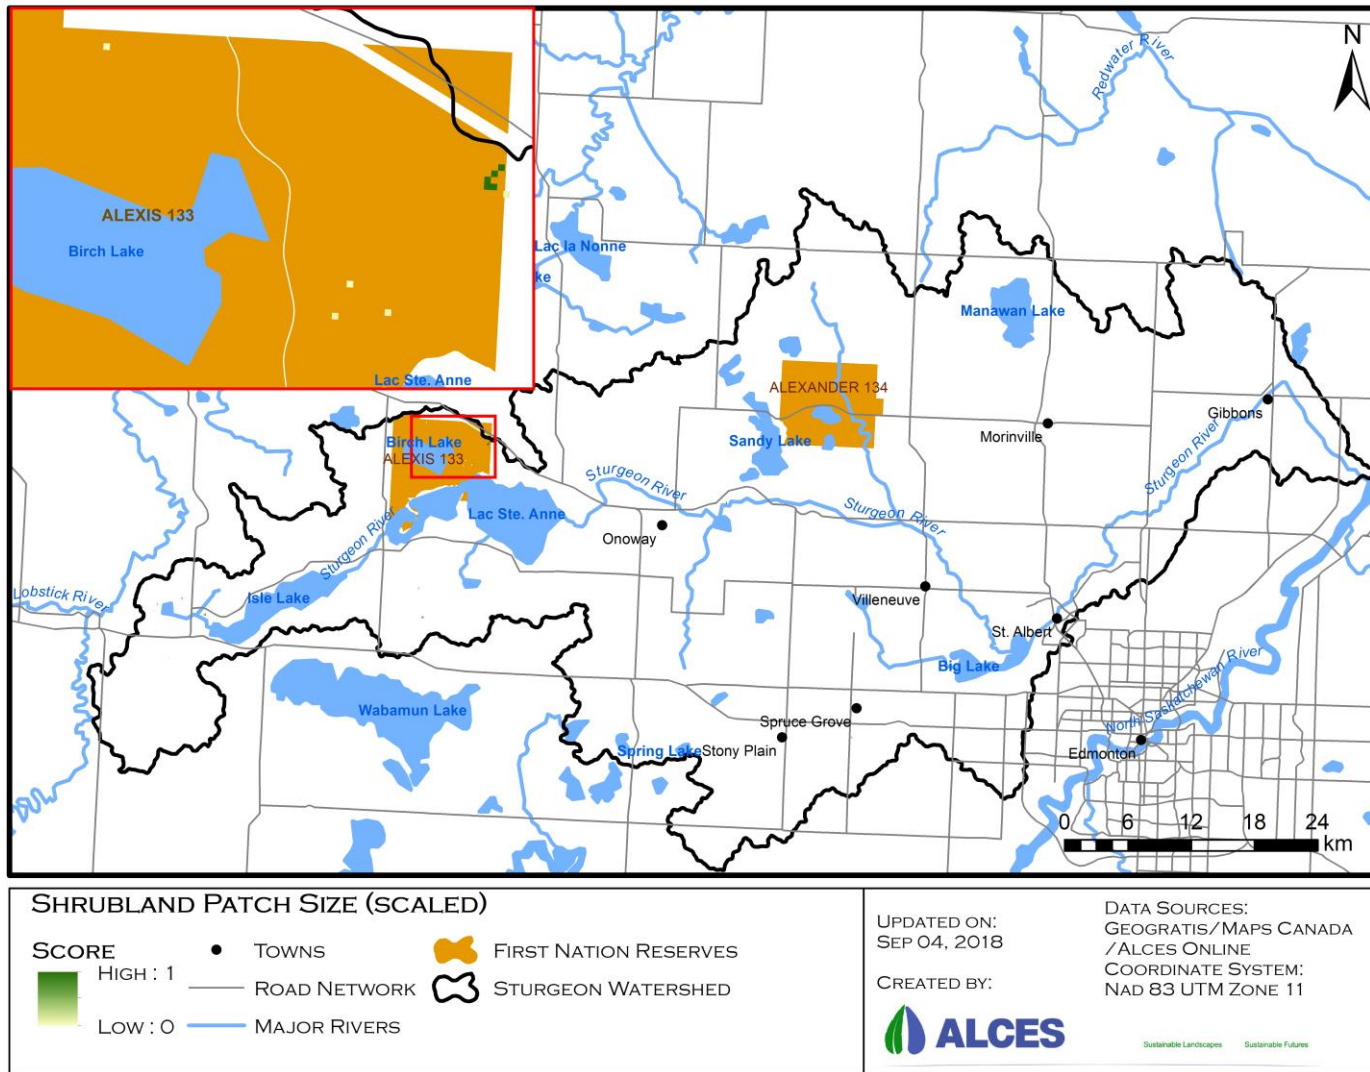 N
Redwater River
ALEXIS 133
Birch Lake
Lac la Nonne
ke
Manawan Lake
Lac Ste. Anne
ALEXANDER 134
Gibbons
Birch Lake
ALEXIS 133
Sandy Lake
Morinville
Sturgeon River
Sturgeon River
Lac Ste. Anne
Sturgeon River
Onoway
Sturgeon River
Isle Lake
Lobstick River
Villeneuve
St. Albert
Big Lake
Wabamun Lake
Spruce Grove
North Saskatchewan River
Spring Lake
Stony Plain
Edmonton
0 6 12 18 24
km
SHRUBLAND PATCH SIZE (SCALED)
SCORE
HIGH : 1
LOW : 0
TOWNS
ROAD NETWORK
MAJOR RIVERS
FIRST NATION RESERVES
STURGEON WATERSHED
UPDATED ON:
SEP 04, 2018
CREATED BY:
ALCES
DATA SOURCES:
GEOGRATIS/MAPS CANADA
/ALCES ONLINE
COORDINATE SYSTEM:
NAD 83 UTM ZONE 11
Sustainable Landscapes Sustainable Futures